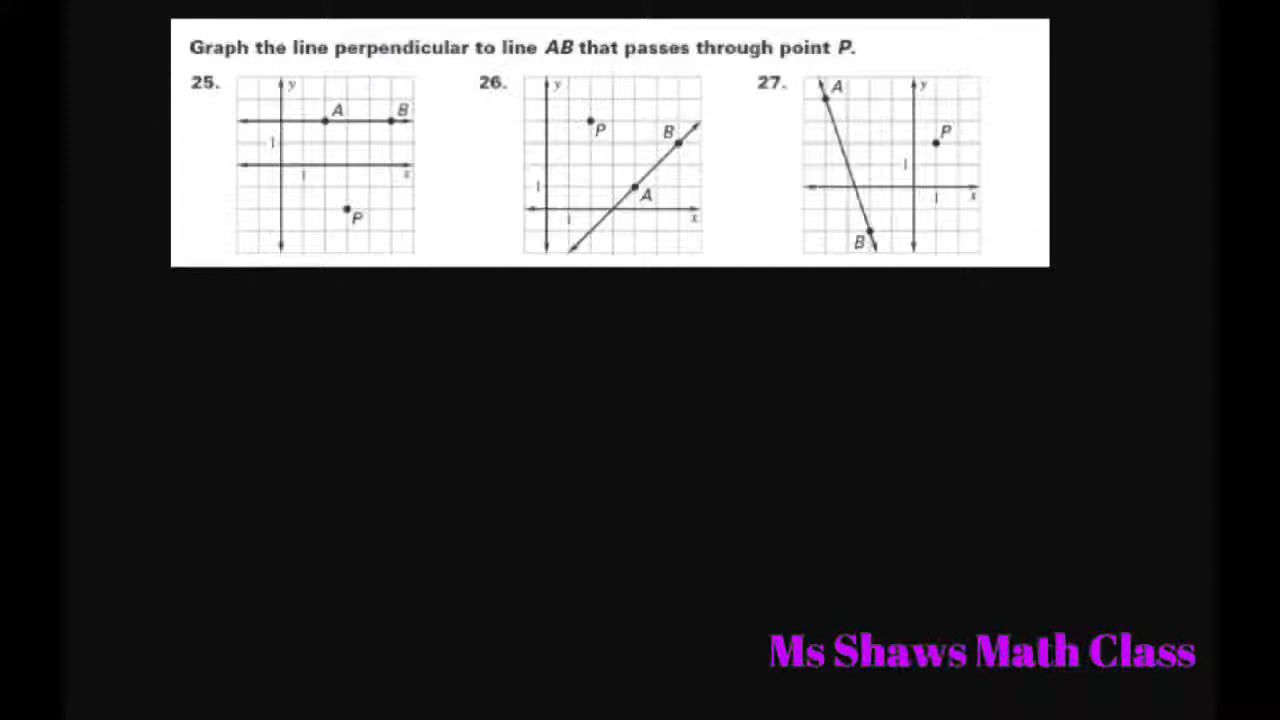 Graph the line perpendicular to line AB that passes through point P.
25. y A B 1 1 x P
26. y P B 1 A 1 x
27. A y P 1 1 x B
Ms Shaws Math Class